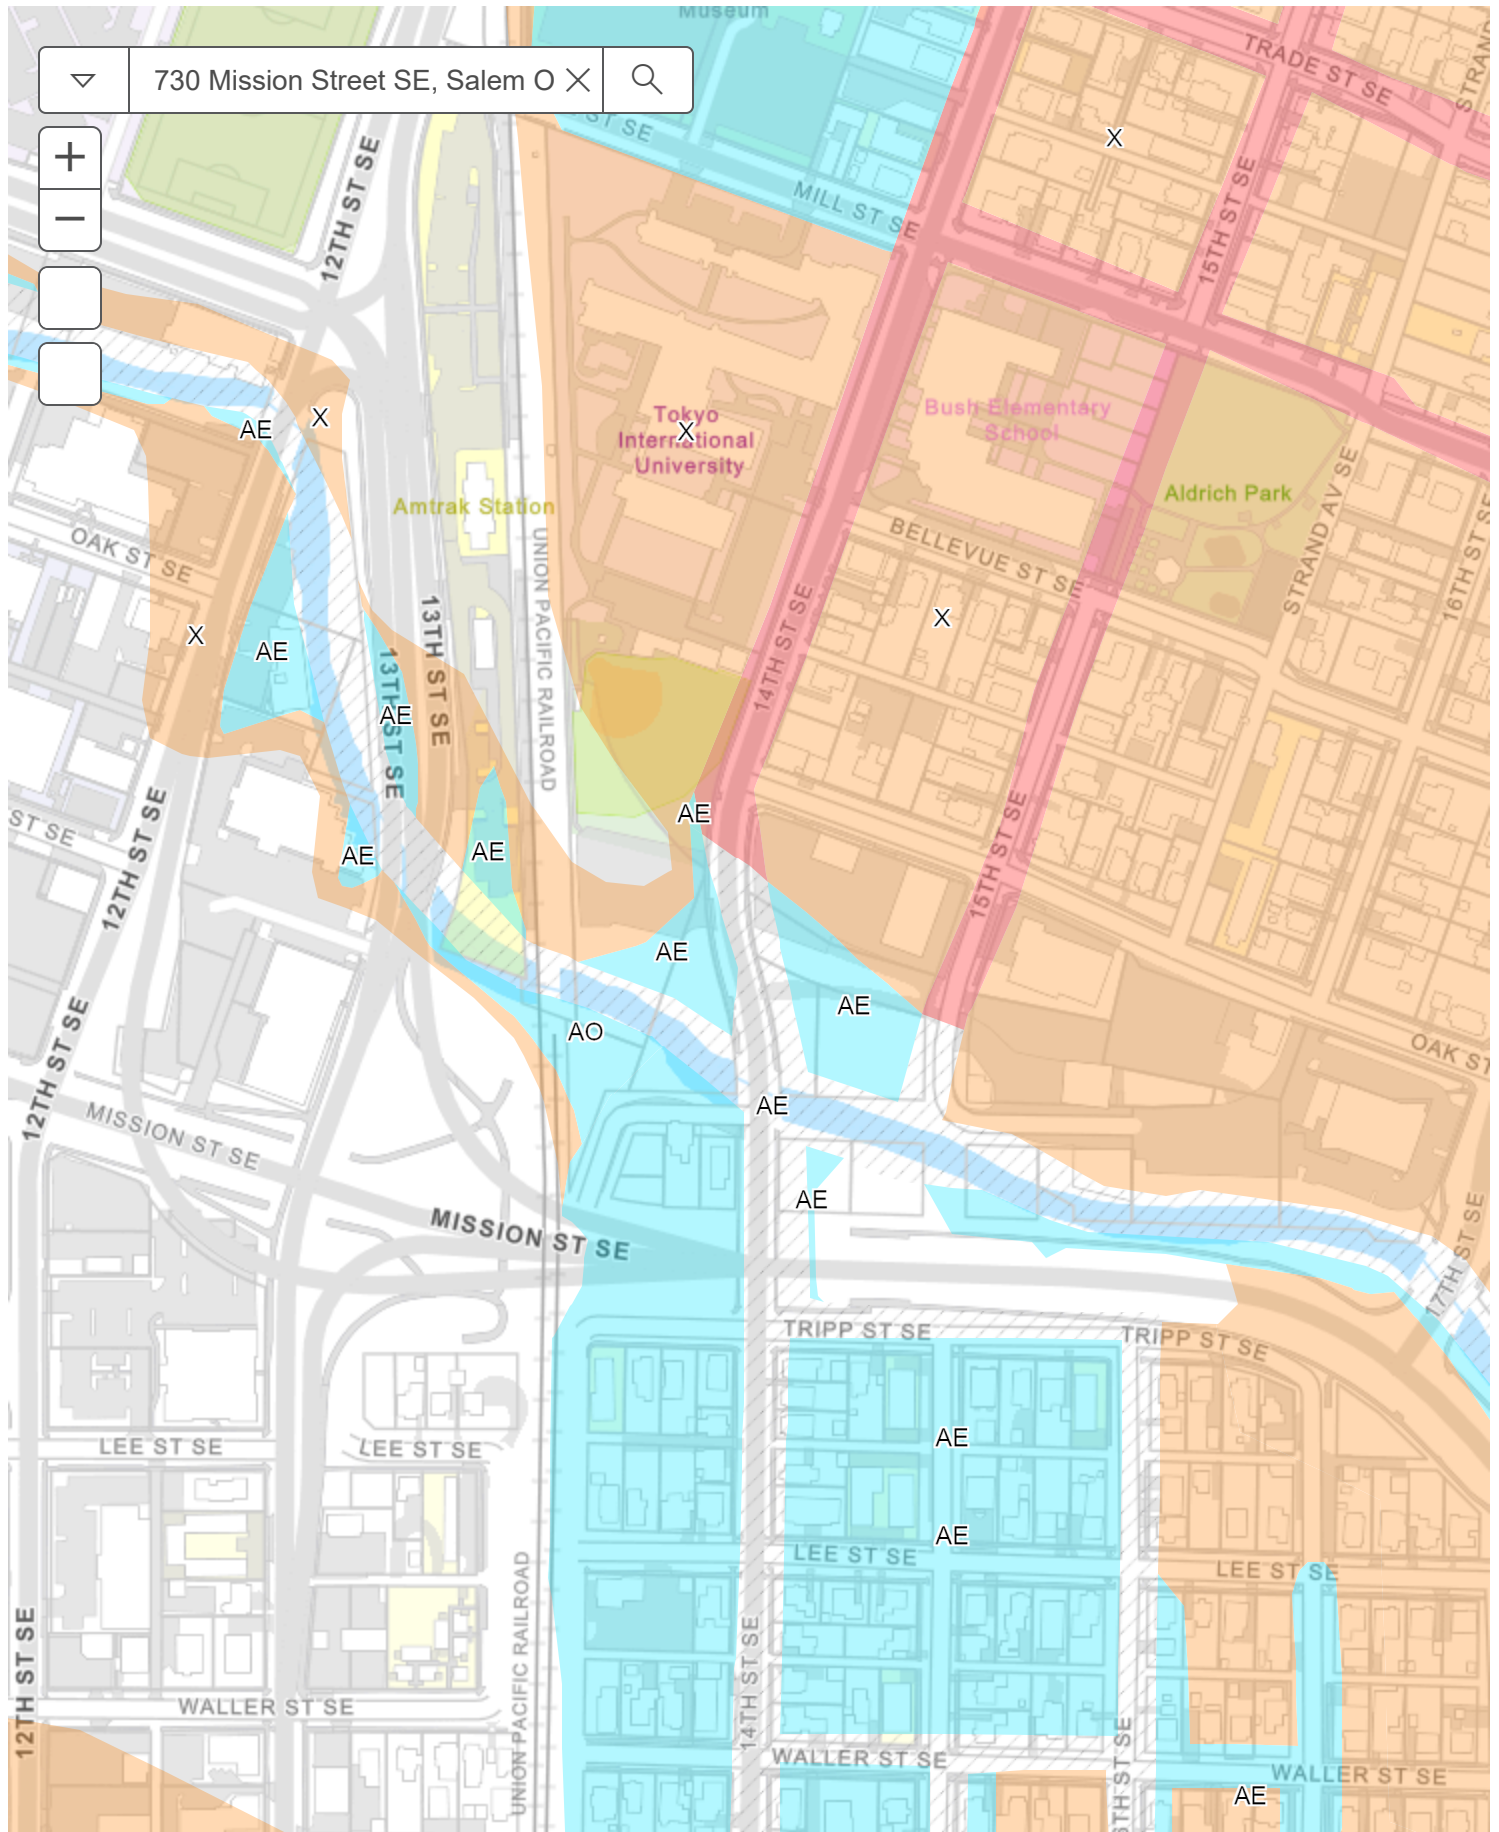 Museum
730 Mission Street SE, Salem O
+
−
TRADE ST SE
STRAND
ST SE
MILL ST SE
12TH ST SE
X
15TH ST SE
AE
X
Tokyo
International
University
X
Bush Elementary
School
Aldrich Park
Amtrak Station
OAK ST SE
UNION PACIFIC RAILROAD
BELLEVUE ST SE
STRAND AV SE
16TH ST SE
X
AE
13TH ST SE
13TH ST SE
AE
14TH ST SE
X
ST SE
12TH ST SE
AE
AE
AE
15TH ST SE
AE
AE
AO
OAK ST
12TH ST SE
MISSION ST SE
AE
AE
MISSION ST SE
17TH ST SE
TRIPP ST SE
TRIPP ST SE
LEE ST SE
LEE ST SE
AE
AE
LEE ST SE
LEE ST SE
12TH ST SE
UNION PACIFIC RAILROAD
14TH ST SE
WALLER ST SE
WALLER ST SE
5TH ST SE
WALLER ST SE
AE